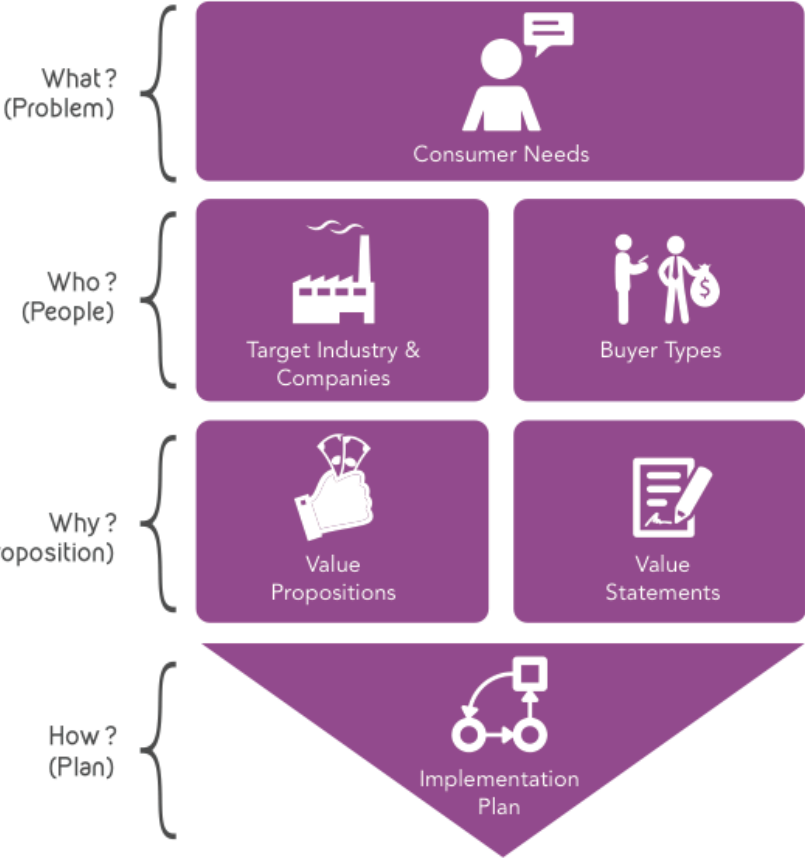 What?
(Problem)
Consumer Needs
Who?
(People)
Target Industry &
Companies
Buyer Types
$
Why?
roposition)
Value
Propositions
Value
Statements
How?
(Plan)
Implementation
Plan